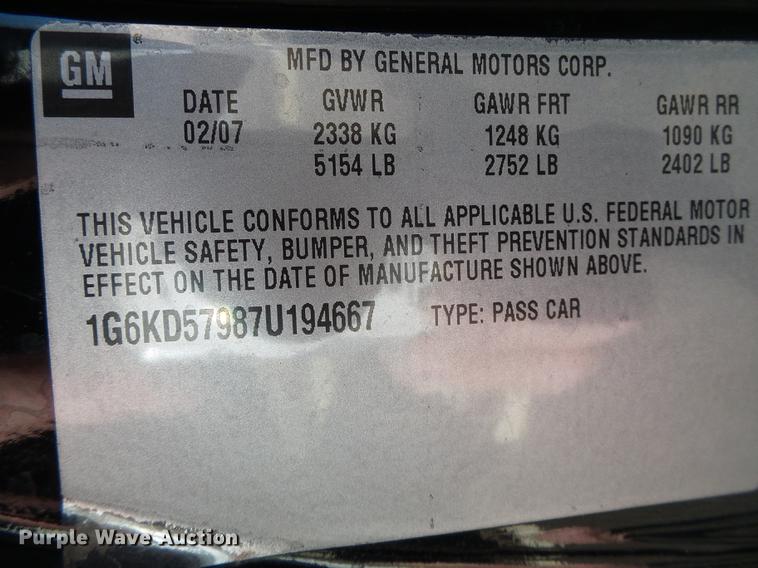 GM
MFD BY GENERAL MOTORS CORP.
DATE GVWR GAWR FRT GAWR RR
02/07 2338 KG 1248 KG 1090 KG
5154 LB 2752 LB 2402 LB
THIS VEHICLE CONFORMS TO ALL APPLICABLE U.S. FEDERAL MOTOR
VEHICLE SAFETY, BUMPER, AND THEFT PREVENTION STANDARDS IN
EFFECT ON THE DATE OF MANUFACTURE SHOWN ABOVE.
1G6KD57987U194667 TYPE: PASS CAR
Purple Wave Auction